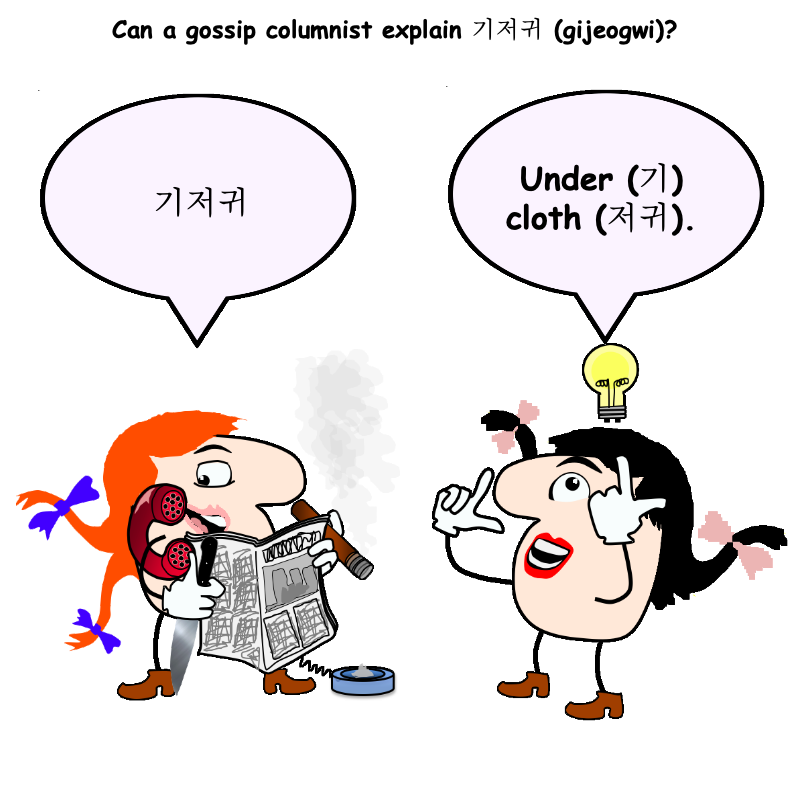 Can a gossip columnist explain 기저귀 (gijeogwi)?
기저귀
Under (기)
cloth (저귀).